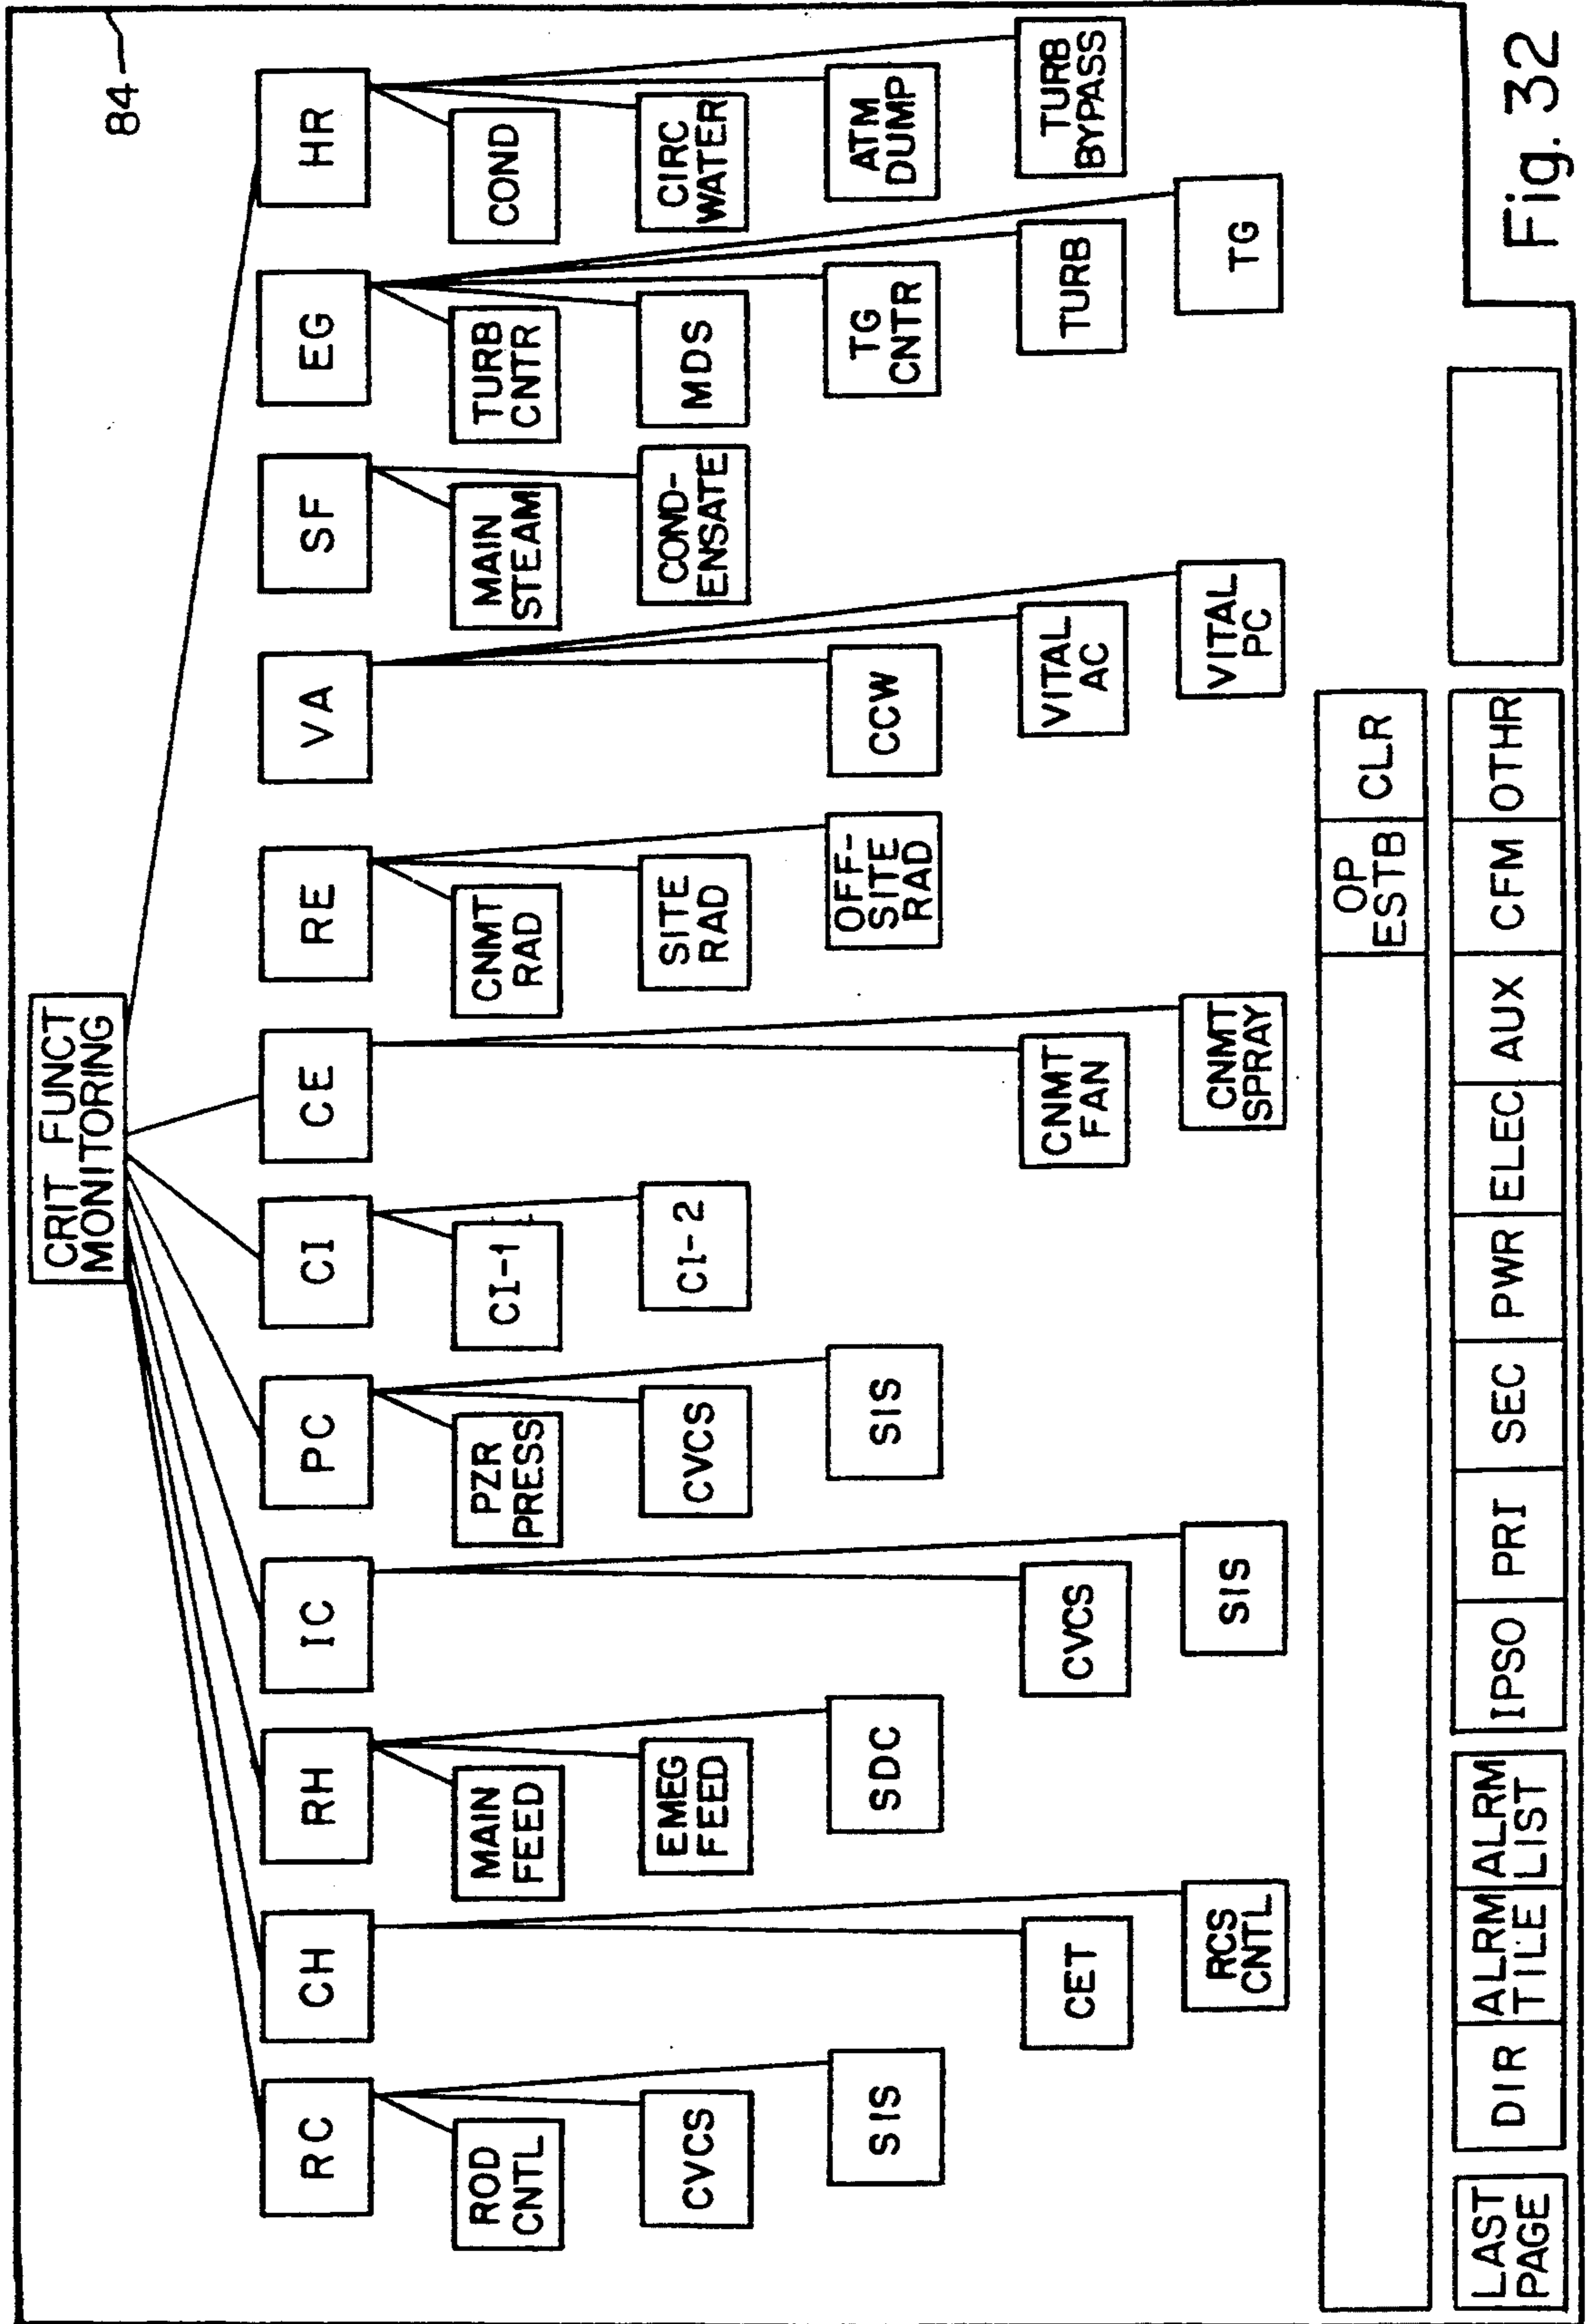 84
CRIT FUNCT
MONITORING
RC
CH
RH
IC
PC
CI
CE
RE
VA
SF
EG
HR
ROD
CNTL
MAIN
FEED
PZR
PRESS
CI-1
CNMT
RAD
MAIN
STEAM
TURB
CNTR
COND
CVCS
EMEG
FEED
CVCS
CI-2
SITE
RAD
COND-
ENSATE
MDS
CIRC
WATER
SIS
SDC
SIS
OFF-
SITE
RAD
CCW
TG
CNTR
ATM
DUMP
CET
CVCS
CNMT
FAN
VITAL
AC
TURB
TURB
BYPASS
RCS
CNTL
SIS
CNMT
SPRAY
VITAL
PC
TG
OP
ESTB
CLR
LAST
PAGE
DIR
ALRM
TILE
ALRM
LIST
IPSO
PRI
SEC
PWR
ELEC
AUX
CFM
OTHR
Fig. 32